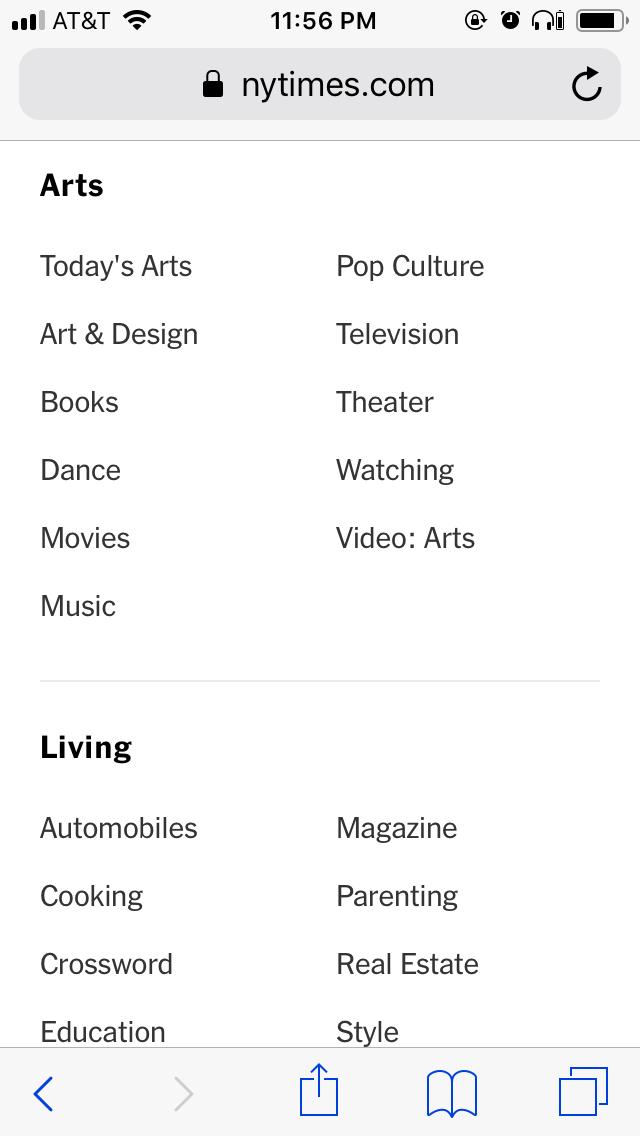 AT&T 11:56 PM
nytimes.com
Arts
Today's Arts Pop Culture
Art & Design Television
Books Theater
Dance Watching
Movies Video: Arts
Music
Living
Automobiles Magazine
Cooking Parenting
Crossword Real Estate
Education Style